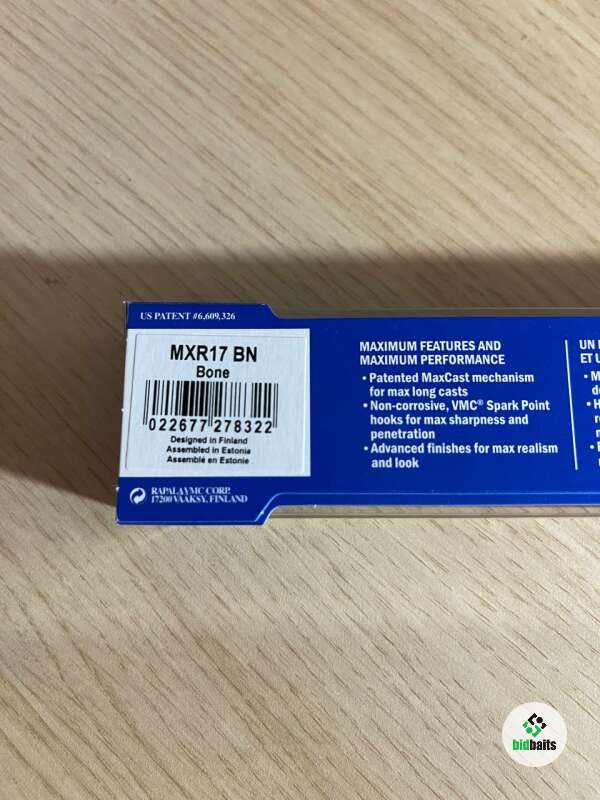 US PATENT #6,609,326
MXR17 BN
Bone
022677 278322
Designed in Finland
Assembled in Estonia
Assemblé en Estonie
RAPALA VMC CORP.
17200 VÄÄKSY, FINLAND
MAXIMUM FEATURES AND
MAXIMUM PERFORMANCE
• Patented MaxCast mechanism
for max long casts
• Non-corrosive, VMC® Spark Point
hooks for max sharpness and
penetration
• Advanced finishes for max realism
and look
UN
ET U
• M
• H
bidbaits